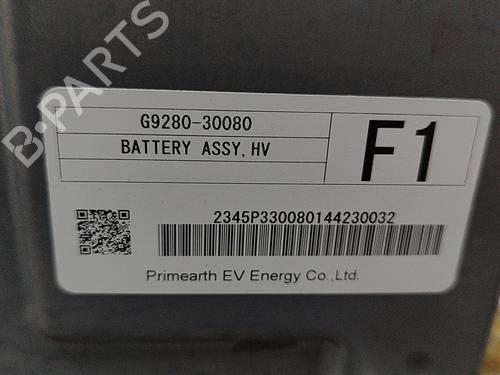 B-PARTS
G9280-30080
BATTERY ASSY,HV
F1
2345P330080144230032
Primearth EV Energy Co.,Ltd.